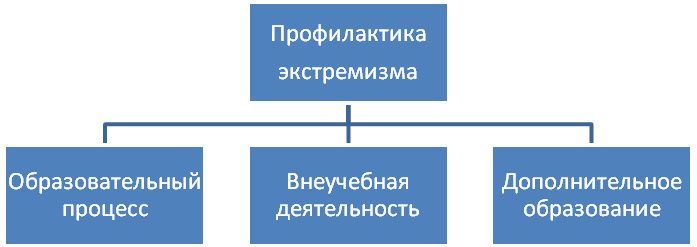 Профилактика
экстремизма
Образовательный
процесс
Внеучебная
деятельность
Дополнительное
образование